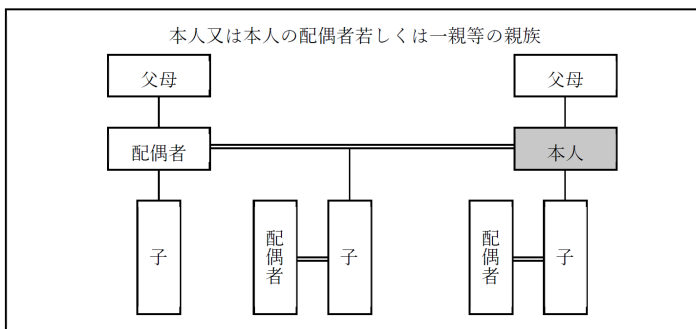 本人又は本人の配偶者若しくは一親等の親族
父母
父母
配偶者
本人
子
配偶者
子
配偶者
子